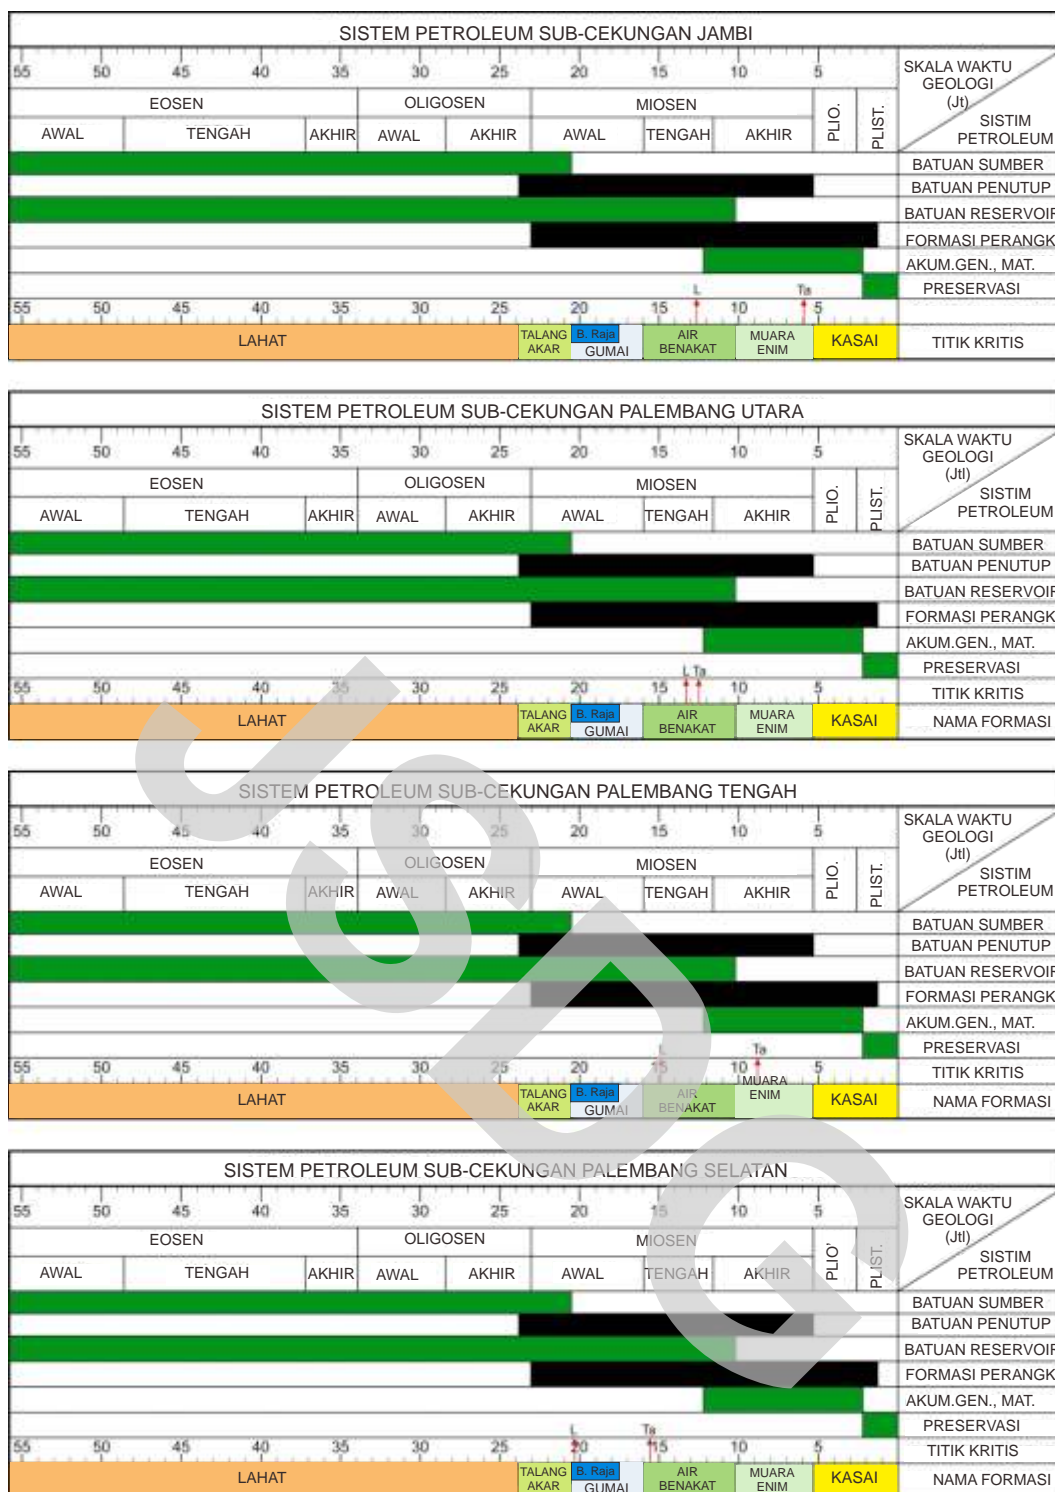 SISTEM PETROLEUM SUB-CEKUNGAN JAMBI
55 50 45 40 35 30 25 20 15 10 5
SKALA WAKTU
GEOLOGI
(Jt)
SISTIM
PETROLEUM
EOSEN OLIGOSEN MIOSEN PLIO. PLIST.
AWAL TENGAH AKHIR AWAL AKHIR AWAL TENGAH AKHIR
BATUAN SUMBER
BATUAN PENUTUP
BATUAN RESERVOIR
FORMASI PERANGK
AKUM.GEN., MAT.
PRESERVASI
L Ta
55 50 45 40 35 30 25 20 15 10 5
LAHAT TALANG AKAR B. Raja GUMAI AIR BENAKAT MUARA ENIM KASAI TITIK KRITIS
SISTEM PETROLEUM SUB-CEKUNGAN PALEMBANG UTARA
55 50 45 40 35 30 25 20 15 10 5
SKALA WAKTU
GEOLOGI
(Jtl)
SISTIM
PETROLEUM
EOSEN OLIGOSEN MIOSEN PLIO. PLIST.
AWAL TENGAH AKHIR AWAL AKHIR AWAL TENGAH AKHIR
BATUAN SUMBER
BATUAN PENUTUP
BATUAN RESERVOIR
FORMASI PERANGK
AKUM.GEN., MAT.
PRESERVASI
L Ta
55 50 45 40 35 30 25 20 15 10 5 TITIK KRITIS
LAHAT TALANG AKAR B. Raja GUMAI AIR BENAKAT MUARA ENIM KASAI NAMA FORMASI
SISTEM PETROLEUM SUB-CEKUNGAN PALEMBANG TENGAH
55 50 45 40 35 30 25 20 15 10 5
SKALA WAKTU
GEOLOGI
(Jtl)
SISTIM
PETROLEUM
EOSEN OLIGOSEN MIOSEN PLIO. PLIST.
AWAL TENGAH AKHIR AWAL AKHIR AWAL TENGAH AKHIR
BATUAN SUMBER
BATUAN PENUTUP
BATUAN RESERVOIR
FORMASI PERANGK
AKUM.GEN., MAT.
PRESERVASI
L Ta
55 50 45 40 35 30 25 20 15 10 5 TITIK KRITIS
LAHAT TALANG AKAR B. Raja GUMAI AIR BENAKAT MUARA ENIM KASAI NAMA FORMASI
SISTEM PETROLEUM SUB-CEKUNGAN PALEMBANG SELATAN
55 50 45 40 35 30 25 20 15 10 5
SKALA WAKTU
GEOLOGI
(Jtl)
SISTIM
PETROLEUM
EOSEN OLIGOSEN MIOSEN PLIO' PLIST.
AWAL TENGAH AKHIR AWAL AKHIR AWAL TENGAH AKHIR
BATUAN SUMBER
BATUAN PENUTUP
BATUAN RESERVOIR
FORMASI PERANGK
AKUM.GEN., MAT.
PRESERVASI
L Ta
55 50 45 40 35 30 25 20 15 10 5 TITIK KRITIS
LAHAT TALANG AKAR B. Raja GUMAI AIR BENAKAT MUARA ENIM KASAI NAMA FORMASI
JSDG